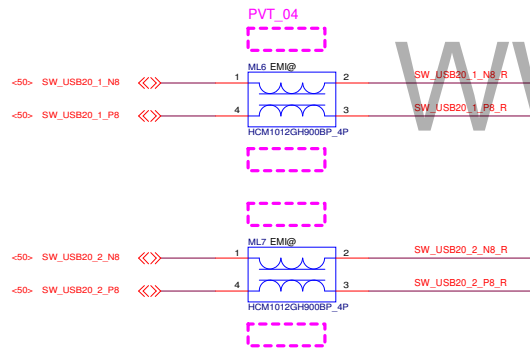 PVT_04
ML6 EMI@
<50> SW_USB20_1_N8 1 2 SW_USB20_1_N8_R
<50> SW_USB20_1_P8 4 3 SW_USB20_1_P8_R
HCM1012GH900BP_4P
ML7 EMI@
<50> SW_USB20_2_N8 1 2 SW_USB20_2_N8_R
<50> SW_USB20_2_P8 4 3 SW_USB20_2_P8_R
HCM1012GH900BP_4P